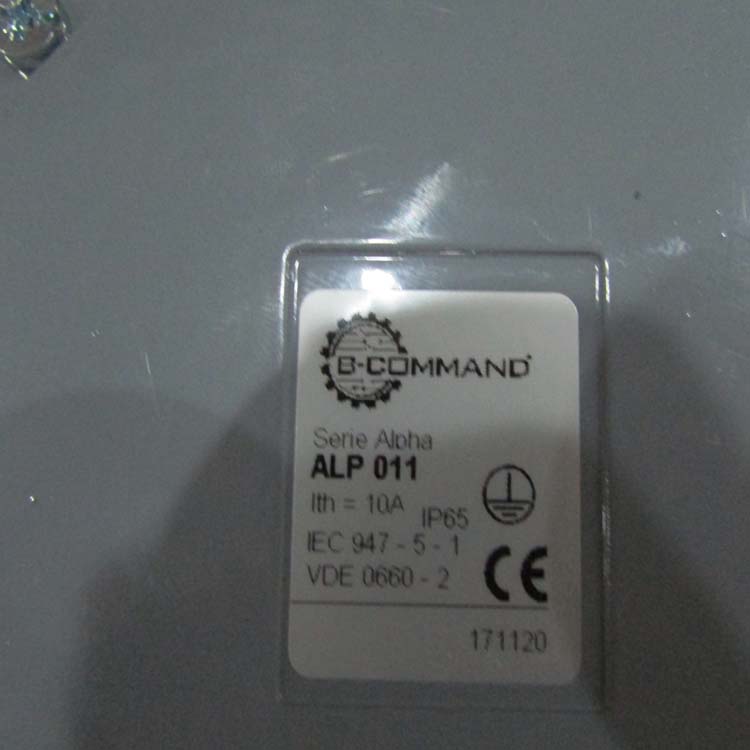 B-COMMAND
Serie Alpha
ALP 011
Ith = 10A IP65
IEC 947 - 5 - 1
VDE 0660 - 2 CE
171120